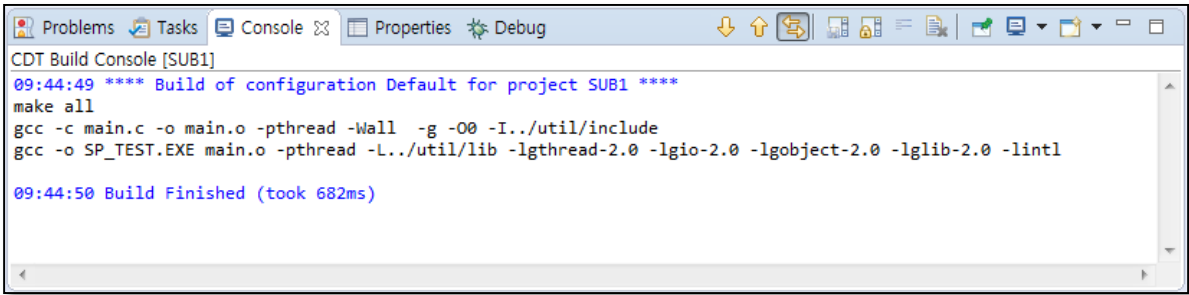 Problems Tasks Console Properties Debug
CDT Build Console [SUB1]
09:44:49 **** Build of configuration Default for project SUB1 ****
make all
gcc -c main.c -o main.o -pthread -Wall  -g -O0 -I../util/include
gcc -o SP_TEST.EXE main.o -pthread -L../util/lib -lgthread-2.0 -lgio-2.0 -lgobject-2.0 -lglib-2.0 -lintl
09:44:50 Build Finished (took 682ms)